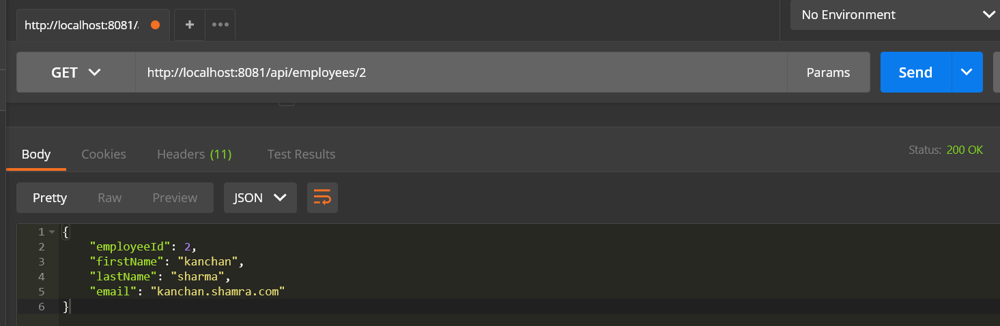 http://localhost:8081/
+
No Environment
GET http://localhost:8081/api/employees/2 Params Send
Body Cookies Headers (11) Test Results Status: 200 OK
Pretty Raw Preview JSON
1 {
2 "employeeId": 2,
3 "firstName": "kanchan",
4 "lastName": "sharma",
5 "email": "kanchan.shamra.com"
6 }